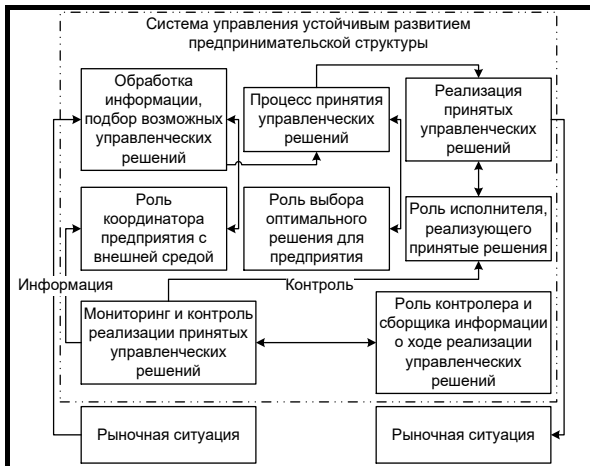 Система управления устойчивым развитием
предпринимательской структуры
Обработка
информации,
подбор возможных
управленческих
решений
Процесс принятия
управленческих
решений
Реализация
принятых
управленческих
решений
Роль
координатора
предприятия с
внешней средой
Роль выбора
оптимального
решения для
предприятия
Роль исполнителя,
реализующего
принятые решения
Информация
Контроль
Мониторинг и контроль
реализации принятых
управленческих
решений
Роль контролера и
сборщика информации
о ходе реализации
управленческих
решений
Рыночная ситуация
Рыночная ситуация